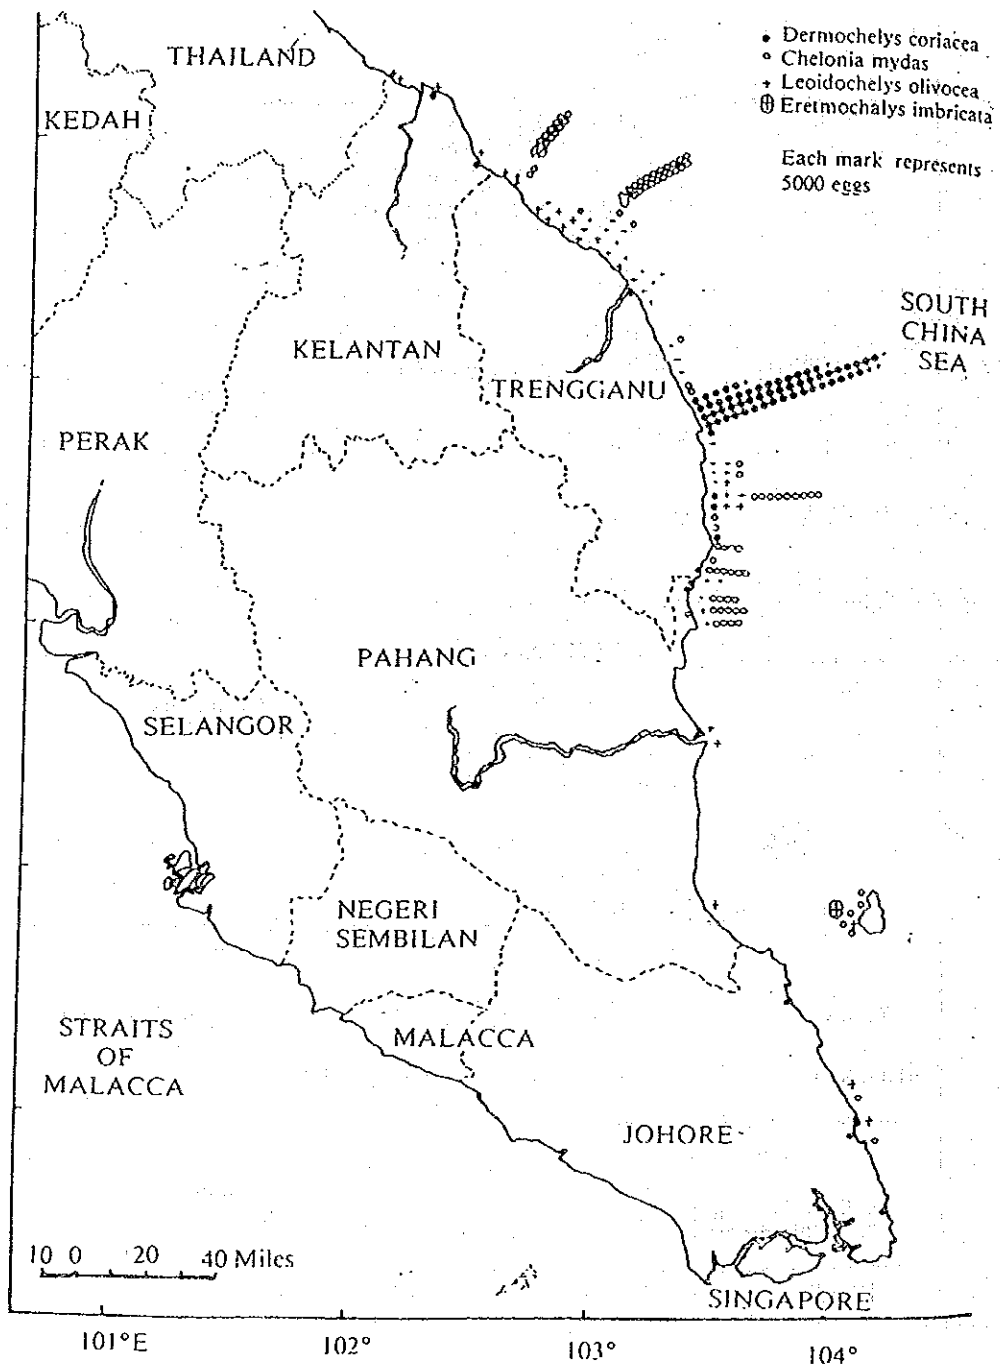 Dermochelys coriacea
Chelonia mydas
Leoidochelys olivocea
Eretmochalys imbricata
Each mark represents
5000 eggs
THAILAND
KEDAH
SOUTH
CHINA
SEA
KELANTAN
TRENGGANU
PERAK
PAHANG
SELANGOR
NEGERI
SEMBILAN
STRAITS
OF
MALACCA
MALACCA
JOHORE
10 0 20 40 Miles
SINGAPORE
101°E 102° 103° 104°